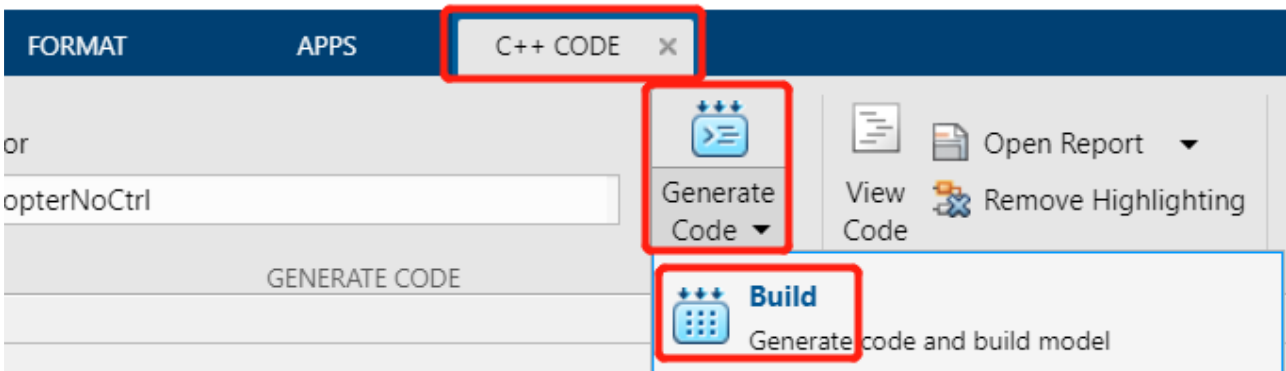 FORMAT APPS C++ CODE
or
opterNoCtrl
Generate
Code
View
Code
Open Report
Remove Highlighting
GENERATE CODE
Build
Generate code and build model